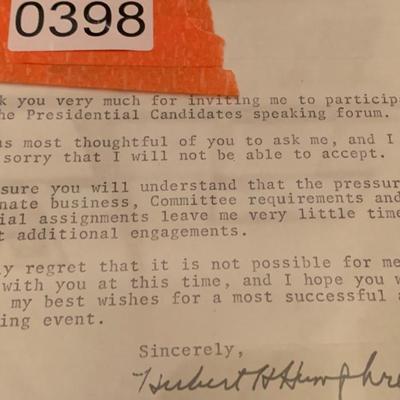 0398
k you very much for inviting me to particip
he Presidential Candidates speaking forum.
as most thoughtful of you to ask me, and I
sorry that I will not be able to accept.
sure you will understand that the pressur
nate business, Committee requirements and
ial assignments leave me very little time
t additional engagements.
y regret that it is not possible for me
with you at this time, and I hope you w
my best wishes for a most successful a
ing event.
Sincerely,
Hubert H Humphre